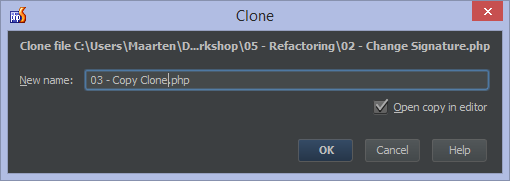 php
Clone
Clone file C:\Users\Maarten\D...rkshop\05 - Refactoring\02 - Change Signature.php
New name: 03 - Copy Clone.php
Open copy in editor
OK Cancel Help